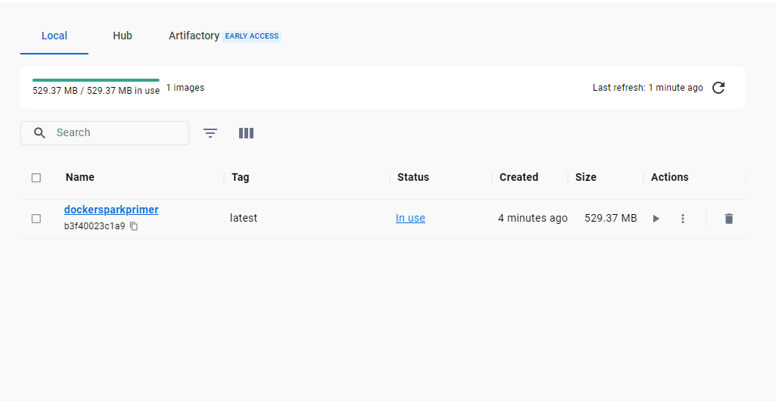 Local Hub Artifactory EARLY ACCESS
529.37 MB / 529.37 MB in use 1 images Last refresh: 1 minute ago
Search
Name Tag Status Created Size Actions
dockersparkprimer latest In use 4 minutes ago 529.37 MB
b3f40023c1a9